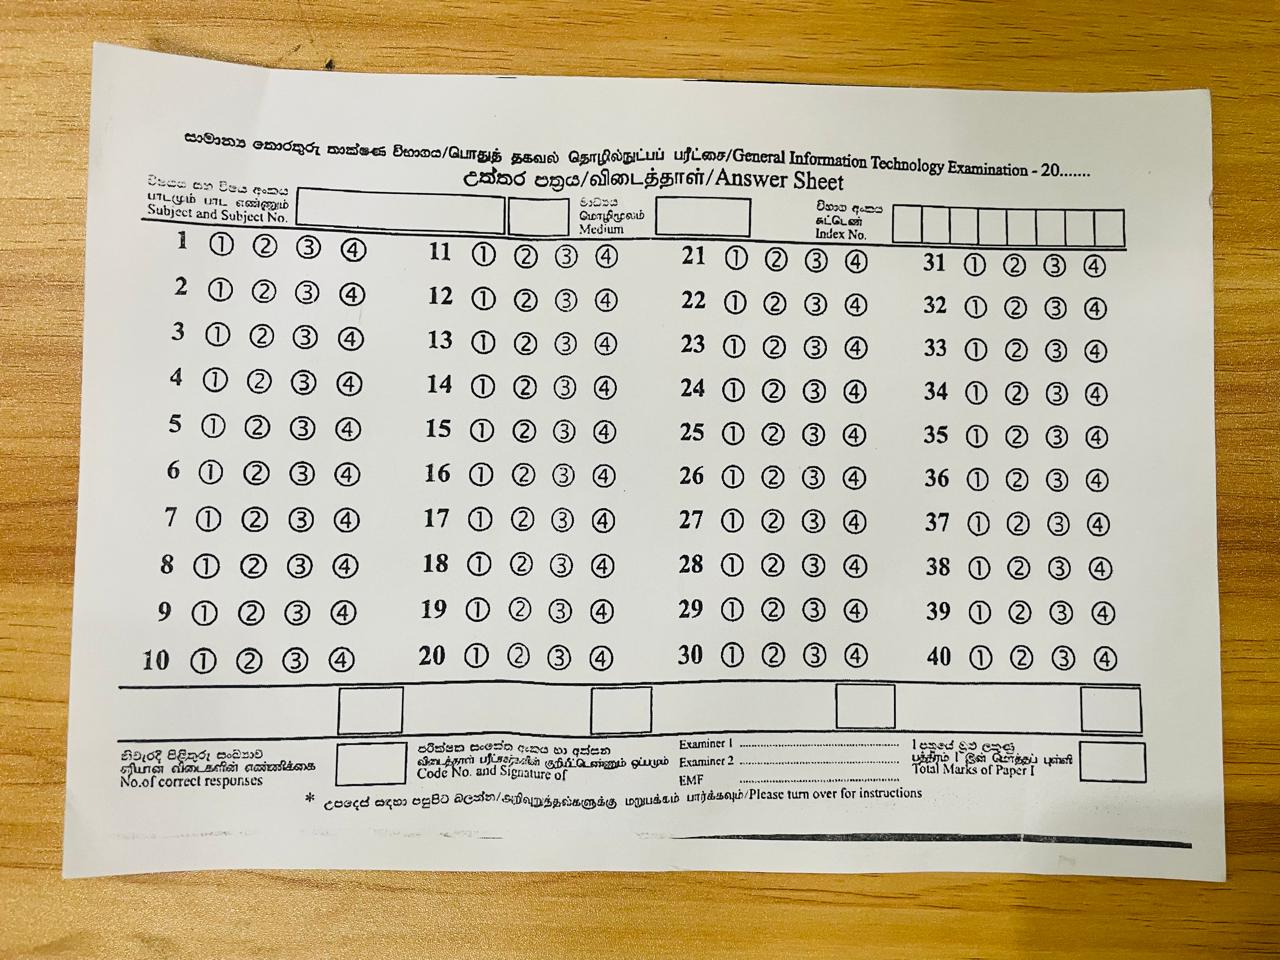 සාමාන්‍ය තොරතුරු තාක්ෂණ විභාගය/பொதுத் தகவல் தொழில்நுட்பப் பரீட்சை/General Information Technology Examination - 20.......
උත්තර පත්‍රය/விடைத்தாள்/Answer Sheet
විෂයය සහ විෂය අංකය
பாடமும் பாட எண்ணும்
Subject and Subject No.
මාධ්‍යය
மொழிமூலம்
Medium
විභාග අංකය
சுட்டெண்
Index No.
1 ① ② ③ ④ 11 ① ② ③ ④ 21 ① ② ③ ④ 31 ① ② ③ ④
2 ① ② ③ ④ 12 ① ② ③ ④ 22 ① ② ③ ④ 32 ① ② ③ ④
3 ① ② ③ ④ 13 ① ② ③ ④ 23 ① ② ③ ④ 33 ① ② ③ ④
4 ① ② ③ ④ 14 ① ② ③ ④ 24 ① ② ③ ④ 34 ① ② ③ ④
5 ① ② ③ ④ 15 ① ② ③ ④ 25 ① ② ③ ④ 35 ① ② ③ ④
6 ① ② ③ ④ 16 ① ② ③ ④ 26 ① ② ③ ④ 36 ① ② ③ ④
7 ① ② ③ ④ 17 ① ② ③ ④ 27 ① ② ③ ④ 37 ① ② ③ ④
8 ① ② ③ ④ 18 ① ② ③ ④ 28 ① ② ③ ④ 38 ① ② ③ ④
9 ① ② ③ ④ 19 ① ② ③ ④ 29 ① ② ③ ④ 39 ① ② ③ ④
10 ① ② ③ ④ 20 ① ② ③ ④ 30 ① ② ③ ④ 40 ① ② ③ ④
නිවැරදි පිළිතුරු සංඛ්‍යාව
சரியான விடைகளின் எண்ணிக்கை
No.of correct responses
පරීක්ෂක සංකේත අංකය හා අත්සන
விடைத்தாள் பரீட்சகர்களின் குறியீட்டெண்ணும் ஒப்பமும்
Code No. and Signature of
Examiner 1 ........................................
Examiner 2 ........................................
EMF ........................................
I පත්‍රයේ මුළු ලකුණු
பத்திரம் I இன் மொத்தப் புள்ளி
Total Marks of Paper I
* උපදෙස් සඳහා පසුපිට බලන්න/அறிவுறுத்தல்களுக்கு மறுபக்கம் பார்க்கவும்/Please turn over for instructions